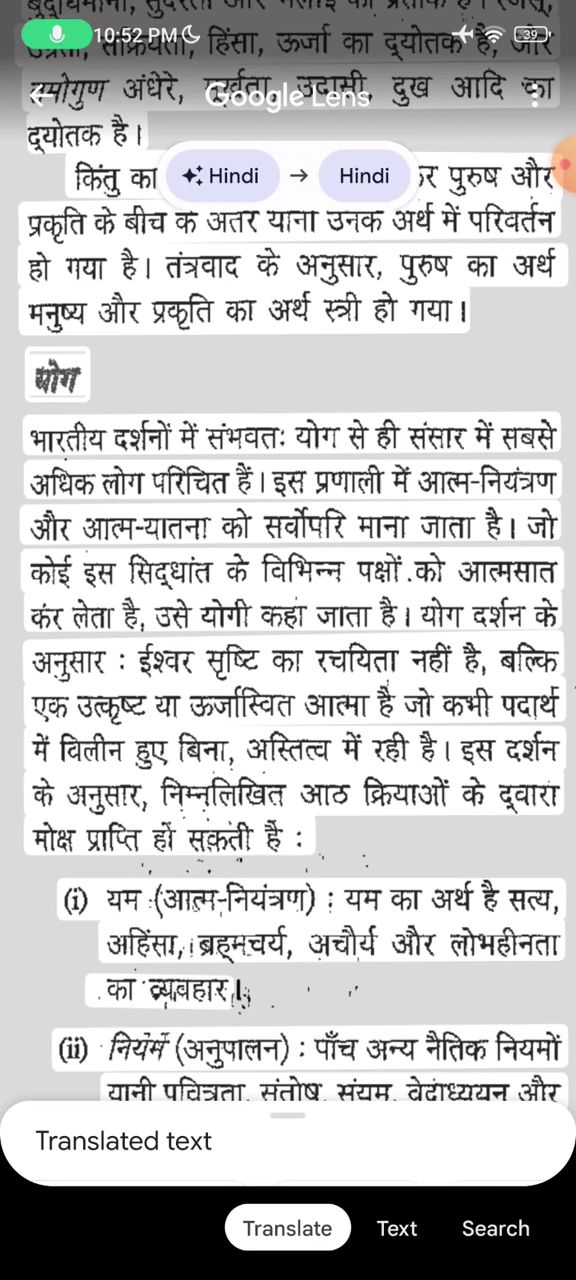 10:52 PM 39
उग्रता, सक्रियता, हिंसा, ऊर्जा का द्योतक है, और
तमोगुण अंधेरे, मूर्खता, उदासी, दुख आदि का
Google Lens
द्योतक है।
किंतु का
Hindi → Hindi
पुरुष और
प्रकृति के बीच क अतर याना उनक अर्थ में परिवर्तन
हो गया है। तंत्रवाद के अनुसार, पुरुष का अर्थ
मनुष्य और प्रकृति का अर्थ स्त्री हो गया।
योग
भारतीय दर्शनों में संभवतः योग से ही संसार में सबसे
अधिक लोग परिचित हैं। इस प्रणाली में आत्म-नियंत्रण
और आत्म-यातना को सर्वोपरि माना जाता है। जो
कोई इस सिद्धांत के विभिन्न पक्षों को आत्मसात
कर लेता है, उसे योगी कहा जाता है। योग दर्शन के
अनुसार : ईश्वर सृष्टि का रचयिता नहीं है, बल्कि
एक उत्कृष्ट या ऊर्जास्वित आत्मा है जो कभी पदार्थ
में विलीन हुए बिना, अस्तित्व में रही है। इस दर्शन
के अनुसार, निम्नलिखित आठ क्रियाओं के द्वारा
मोक्ष प्राप्ति हो सकती है :
(i) यम (आत्म-नियंत्रण) : यम का अर्थ है सत्य,
अहिंसा, ब्रह्मचर्य, अचौर्य और लोभहीनता
का व्यवहार।
(ii) नियम (अनुपालन) : पाँच अन्य नैतिक नियमों
यानी पवित्रता, संतोष, संयम, वेदाध्ययन और
Translated text
Translate Text Search